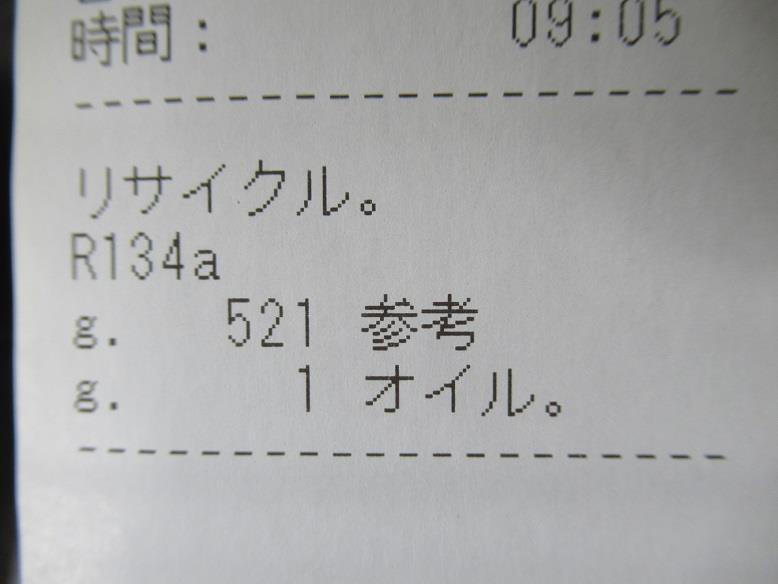 時間： 09:05
リサイクル。
R134a
g. 521 参考
g. 1 オイル。